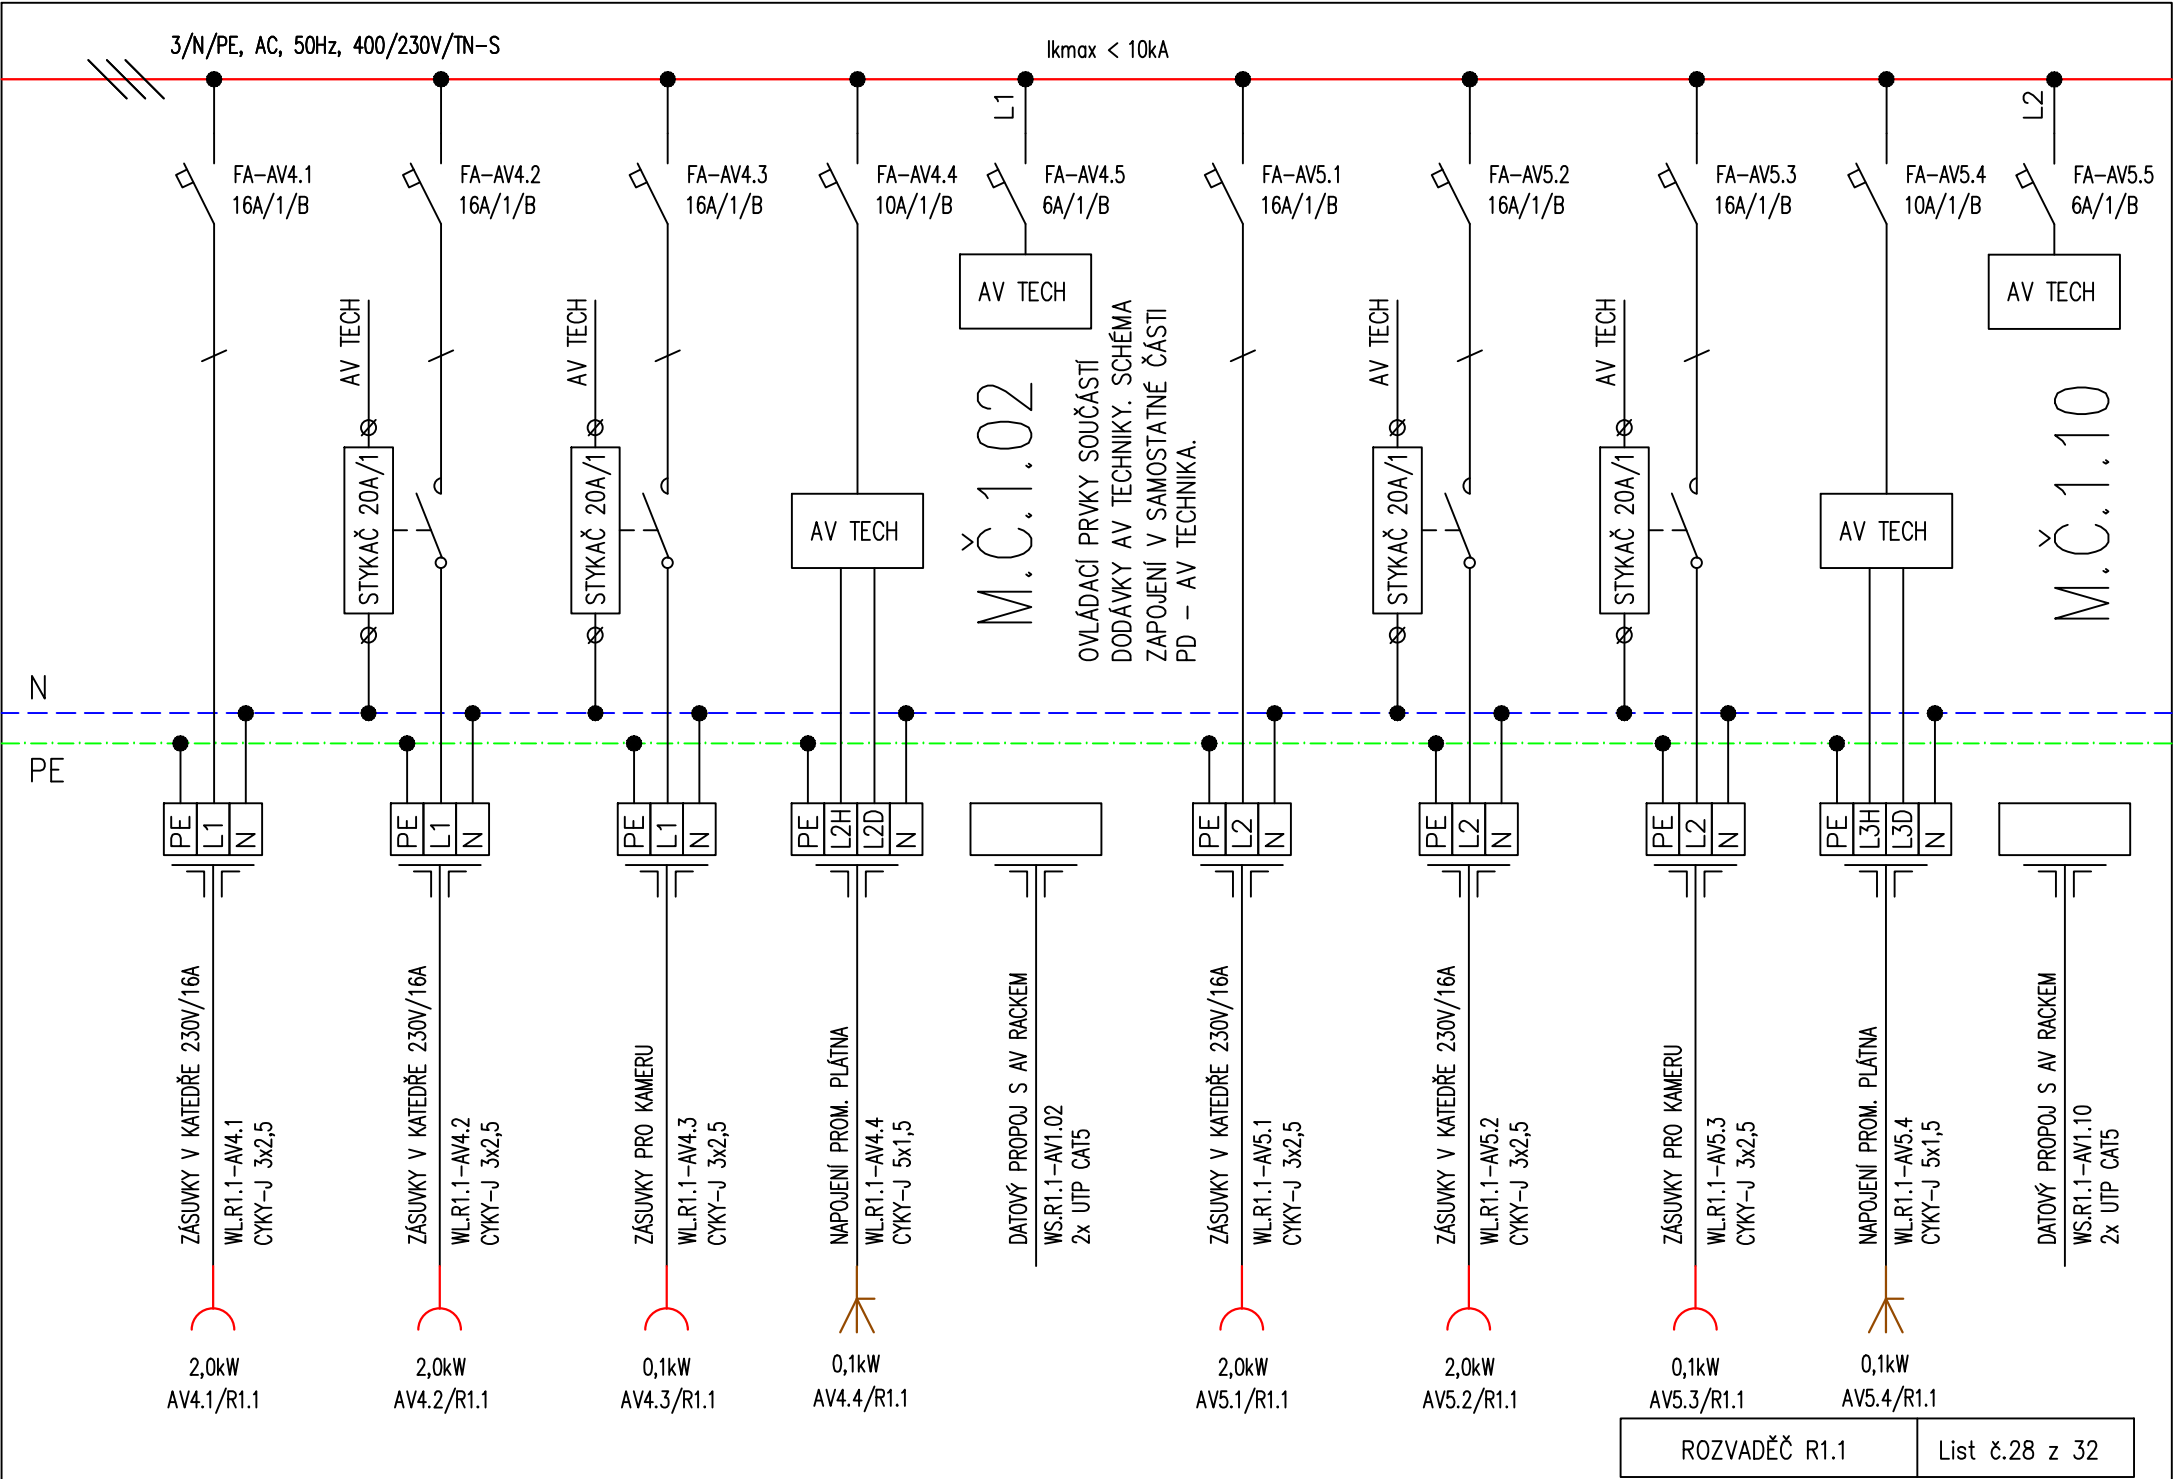 3/N/PE, AC, 50Hz, 400/230V/TN-S
Ikmax < 10kA
L1
L2
FA-AV4.1
16A/1/B
FA-AV4.2
16A/1/B
FA-AV4.3
16A/1/B
FA-AV4.4
10A/1/B
FA-AV4.5
6A/1/B
FA-AV5.1
16A/1/B
FA-AV5.2
16A/1/B
FA-AV5.3
16A/1/B
FA-AV5.4
10A/1/B
FA-AV5.5
6A/1/B
AV TECH
STYKAČ 20A/1
AV TECH
STYKAČ 20A/1
AV TECH
AV TECH
M.Č.1.02
OVLÁDACÍ PRVKY SOUČÁSTÍ
DODÁVKY AV TECHNIKY. SCHÉMA
ZAPOJENÍ V SAMOSTATNÉ ČÁSTI
PD - AV TECHNIKA.
AV TECH
STYKAČ 20A/1
AV TECH
STYKAČ 20A/1
AV TECH
AV TECH
M.Č.1.10
N
PE
PE L1 N
PE L1 N
PE L1 N
PE L2H L2D N
PE L2 N
PE L2 N
PE L2 N
PE L3H L3D N
ZÁSUVKY V KATEDŘE 230V/16A
WL.R1.1-AV4.1
CYKY-J 3x2,5
ZÁSUVKY V KATEDŘE 230V/16A
WL.R1.1-AV4.2
CYKY-J 3x2,5
ZÁSUVKY PRO KAMERU
WL.R1.1-AV4.3
CYKY-J 3x2,5
NAPOJENÍ PROM. PLÁTNA
WL.R1.1-AV4.4
CYKY-J 5x1,5
DATOVÝ PROPOJ S AV RACKEM
WS.R1.1-AV1.02
2x UTP CAT5
ZÁSUVKY V KATEDŘE 230V/16A
WL.R1.1-AV5.1
CYKY-J 3x2,5
ZÁSUVKY V KATEDŘE 230V/16A
WL.R1.1-AV5.2
CYKY-J 3x2,5
ZÁSUVKY PRO KAMERU
WL.R1.1-AV5.3
CYKY-J 3x2,5
NAPOJENÍ PROM. PLÁTNA
WL.R1.1-AV5.4
CYKY-J 5x1,5
DATOVÝ PROPOJ S AV RACKEM
WS.R1.1-AV1.10
2x UTP CAT5
2,0kW
AV4.1/R1.1
2,0kW
AV4.2/R1.1
0,1kW
AV4.3/R1.1
0,1kW
AV4.4/R1.1
2,0kW
AV5.1/R1.1
2,0kW
AV5.2/R1.1
0,1kW
AV5.3/R1.1
0,1kW
AV5.4/R1.1
ROZVADĚČ R1.1
List č.28 z 32